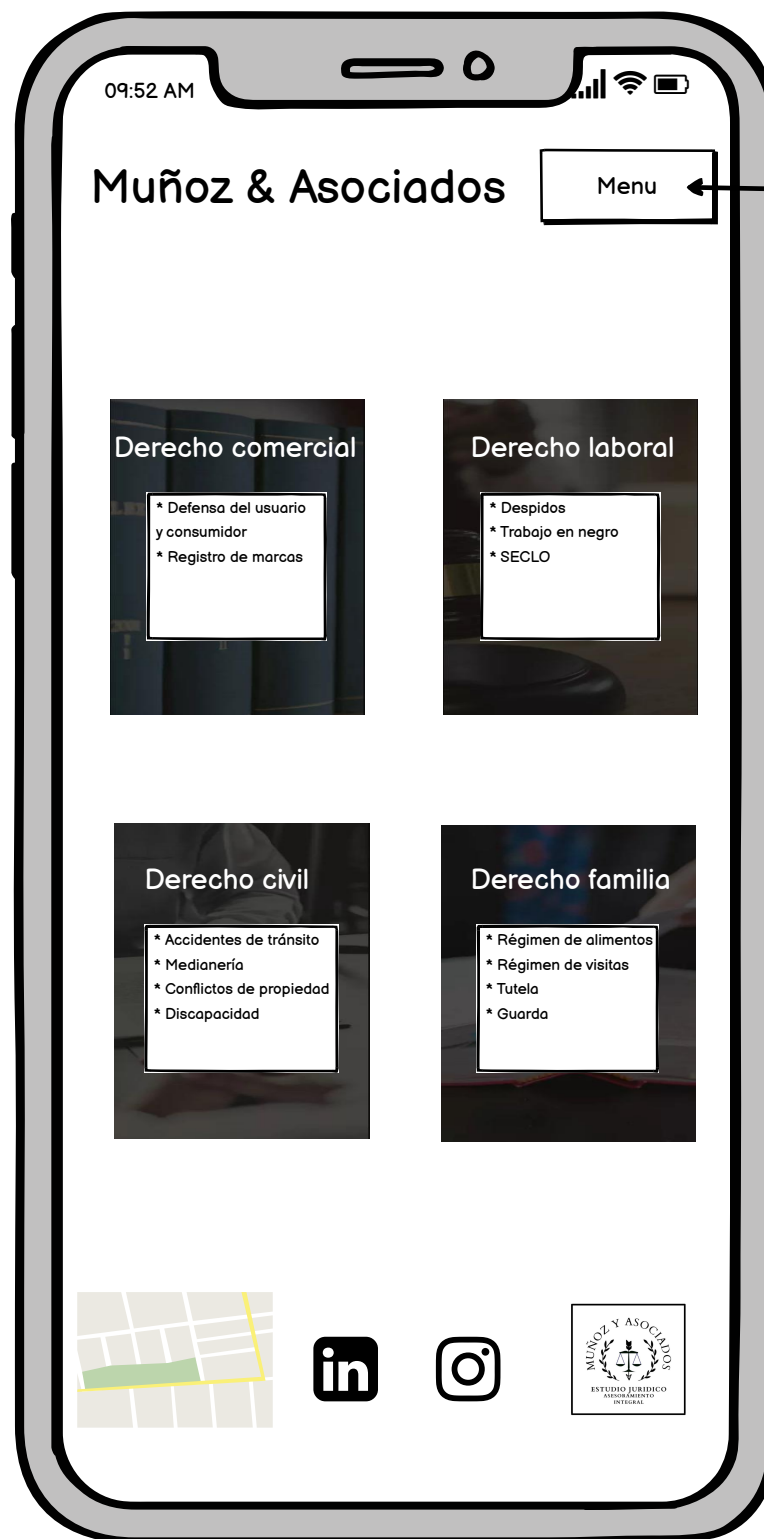 09:52 AM
Muñoz & Asociados
Menu
Derecho comercial
* Defensa del usuario
y consumidor
* Registro de marcas
Derecho laboral
* Despidos
* Trabajo en negro
* SECLO
Derecho civil
* Accidentes de tránsito
* Medianería
* Conflictos de propiedad
* Discapacidad
Derecho familia
* Régimen de alimentos
* Régimen de visitas
* Tutela
* Guarda
in
MUÑOZ Y ASOCIADOS
ESTUDIO JURIDICO
ASESORAMIENTO
INTEGRAL